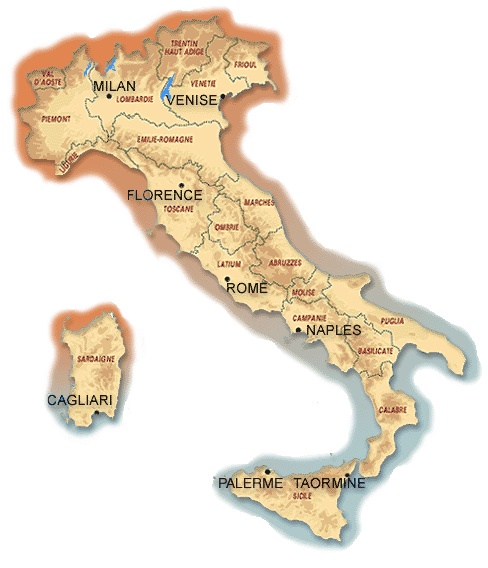 TRENTIN
HAUT ADIGE
FRIOUL
VAL
D'AOSTE
MILAN
VENETIE
LOMBARDIE
VENISE
PIEMONT
EMILIE-ROMAGNE
LIGURIE
FLORENCE
TOSCANE
MARCHES
OMBRIE
LATIUM
ABRUZZES
ROME
MOLISE
CAMPANIE
PUGLIA
NAPLES
BASILICATE
SARDAIGNE
CAGLIARI
CALABRE
PALERME
TAORMINE
SICILE